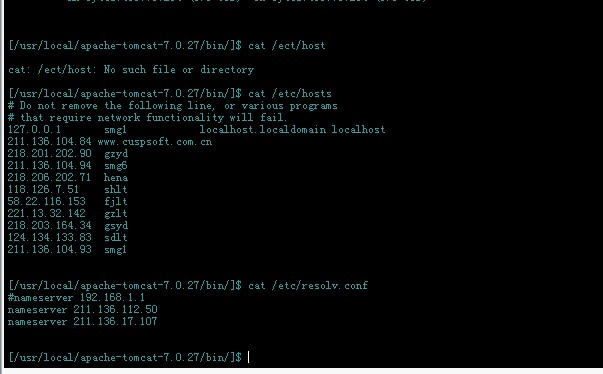 [/usr/local/apache-tomcat-7.0.27/bin/]$ cat /ect/host
cat: /ect/host: No such file or directory
[/usr/local/apache-tomcat-7.0.27/bin/]$ cat /etc/hosts
# Do not remove the following line, or various programs
# that require network functionality will fail.
127.0.0.1 smg1 localhost.localdomain localhost
211.136.104.84 www.cuspsoft.com.cn
218.201.202.90 gzyd
211.136.104.94 smg6
218.206.202.71 hena
118.126.7.51 shlt
58.22.116.153 fjlt
221.13.32.142 gzlt
218.203.164.34 gsyd
124.134.133.83 sdlt
211.136.104.93 smg1
[/usr/local/apache-tomcat-7.0.27/bin/]$ cat /etc/resolv.conf
#nameserver 192.168.1.1
nameserver 211.136.112.50
nameserver 211.136.17.107
[/usr/local/apache-tomcat-7.0.27/bin/]$